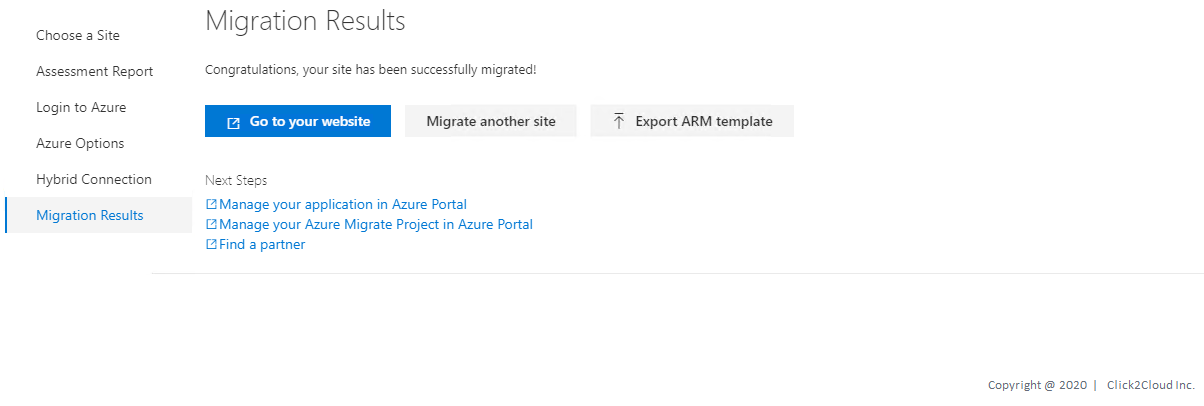 Migration Results
Choose a Site
Congratulations, your site has been successfully migrated!
Assessment Report
Login to Azure
Go to your website
Migrate another site
Export ARM template
Azure Options
Hybrid Connection
Next Steps
Migration Results
Manage your application in Azure Portal
Manage your Azure Migrate Project in Azure Portal
Find a partner
Copyright @ 2020 | Click2Cloud Inc.